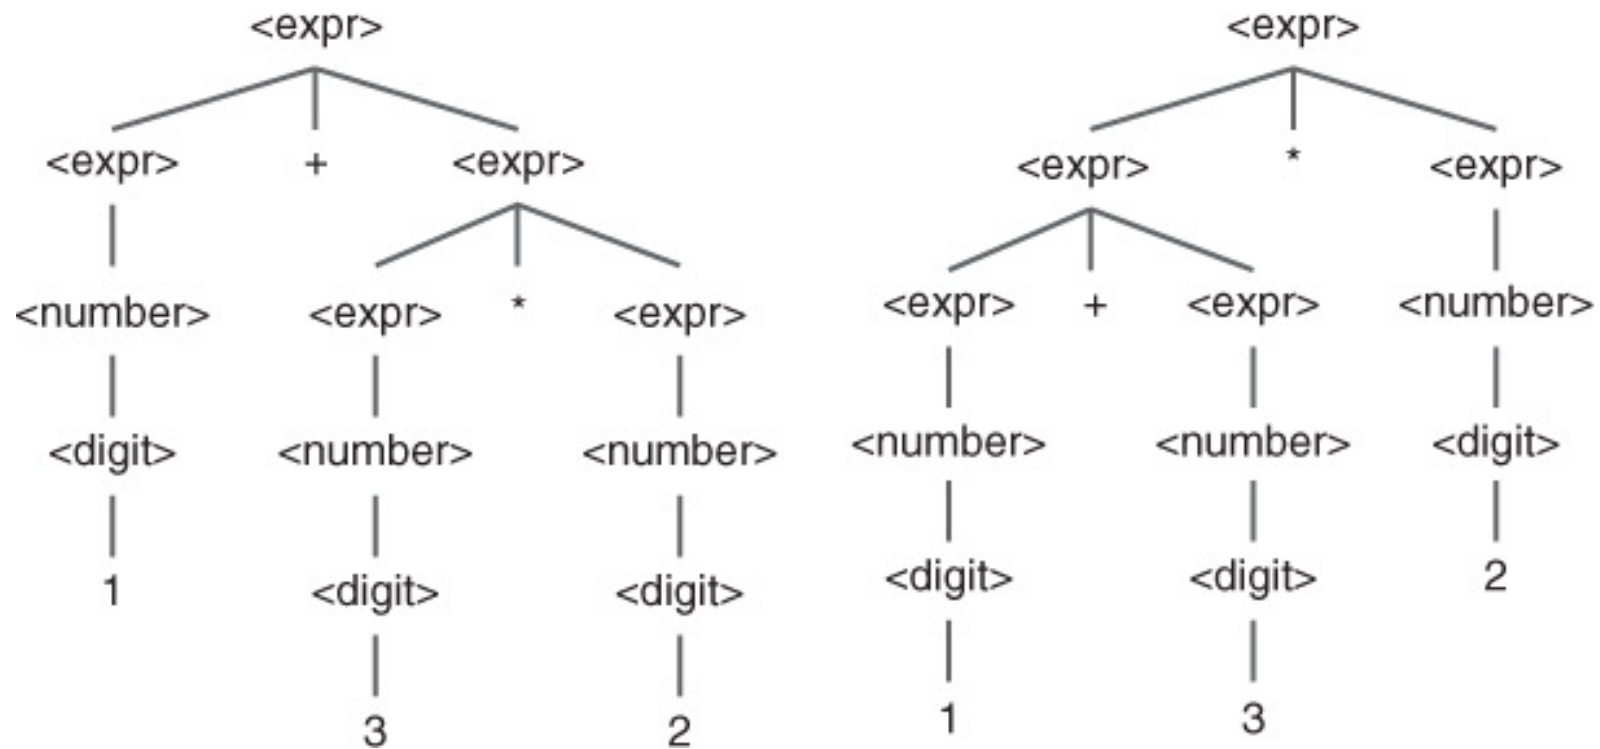 <expr> <expr>
<expr> + <expr> <expr> * <expr>
<number> <expr> * <expr> <expr> + <expr> <number>
<digit> <number> <number> <number> <number> <digit>
1 <digit> <digit> <digit> <digit> 2
3 2 1 3